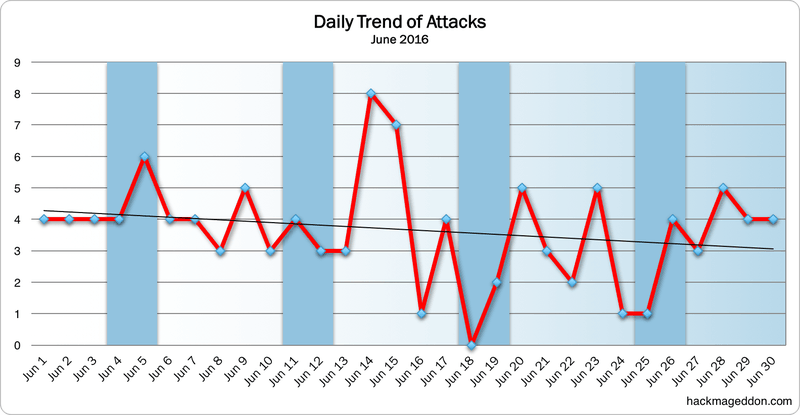 Daily Trend of Attacks
June 2016
9
8
7
6
5
4
3
2
1
0
Jun 1
Jun 2
Jun 3
Jun 4
Jun 5
Jun 6
Jun 7
Jun 8
Jun 9
Jun 10
Jun 11
Jun 12
Jun 13
Jun 14
Jun 15
Jun 16
Jun 17
Jun 18
Jun 19
Jun 20
Jun 21
Jun 22
Jun 23
Jun 24
Jun 25
Jun 26
Jun 27
Jun 28
Jun 29
Jun 30
hackmageddon.com